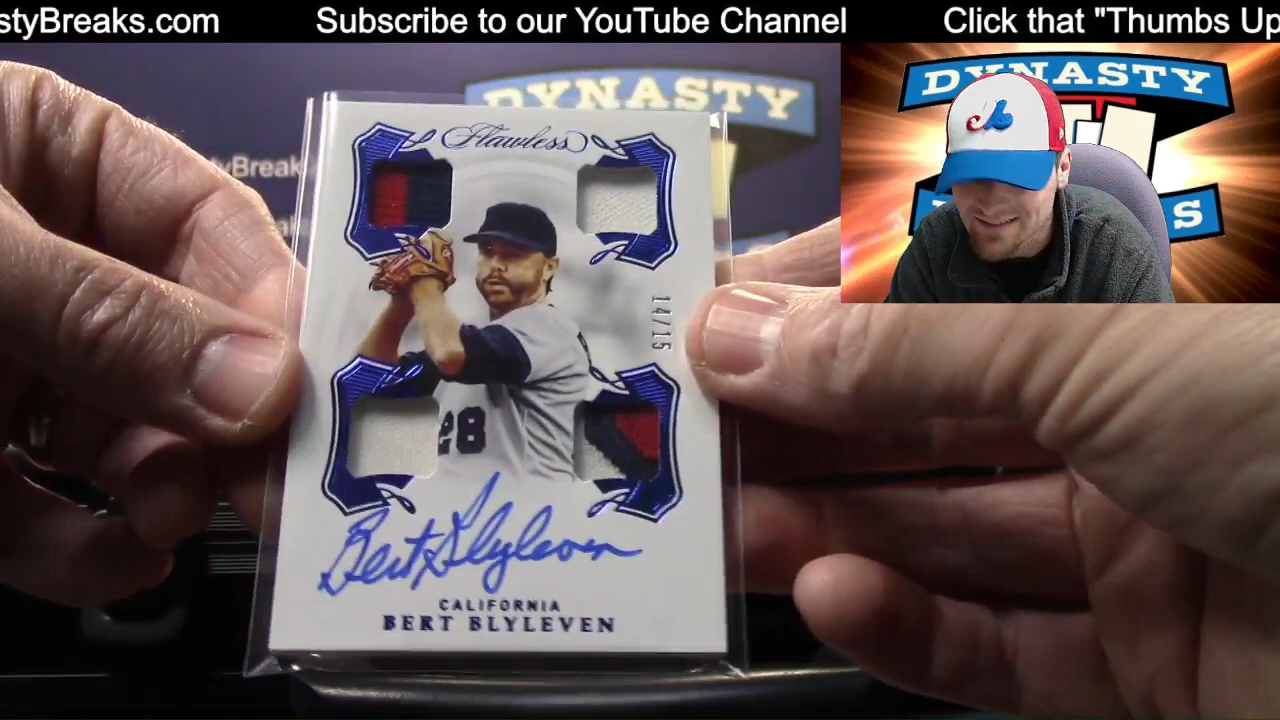 styBreaks.com Subscribe to our YouTube Channel Click that "Thumbs Up
DYNASTY
DYNASTY
S
styBreak
Flawless
14/15
28
Bert Blyleven
CALIFORNIA
BERT BLYLEVEN